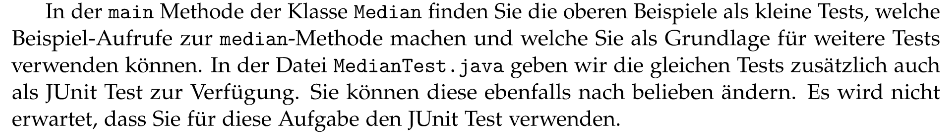 In der main Methode der Klasse Median finden Sie die oberen Beispiele als kleine Tests, welche
Beispiel-Aufrufe zur median-Methode machen und welche Sie als Grundlage für weitere Tests
verwenden können. In der Datei MedianTest.java geben wir die gleichen Tests zusätzlich auch
als JUnit Test zur Verfügung. Sie können diese ebenfalls nach belieben ändern. Es wird nicht
erwartet, dass Sie für diese Aufgabe den JUnit Test verwenden.